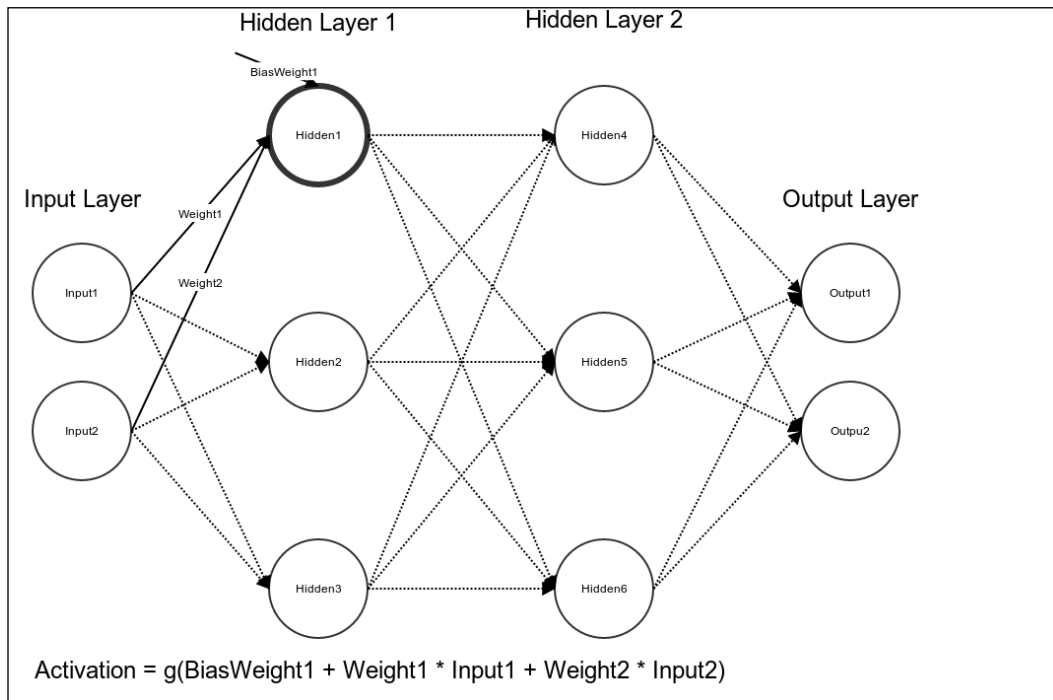 Hidden Layer 1
Hidden Layer 2
BiasWeight1
Hidden1
Hidden4
Input Layer
Weight1
Output Layer
Weight2
Input1
Output1
Hidden2
Hidden5
Input2
Outpu2
Hidden3
Hidden6
Activation = g(BiasWeight1 + Weight1 * Input1 + Weight2 * Input2)